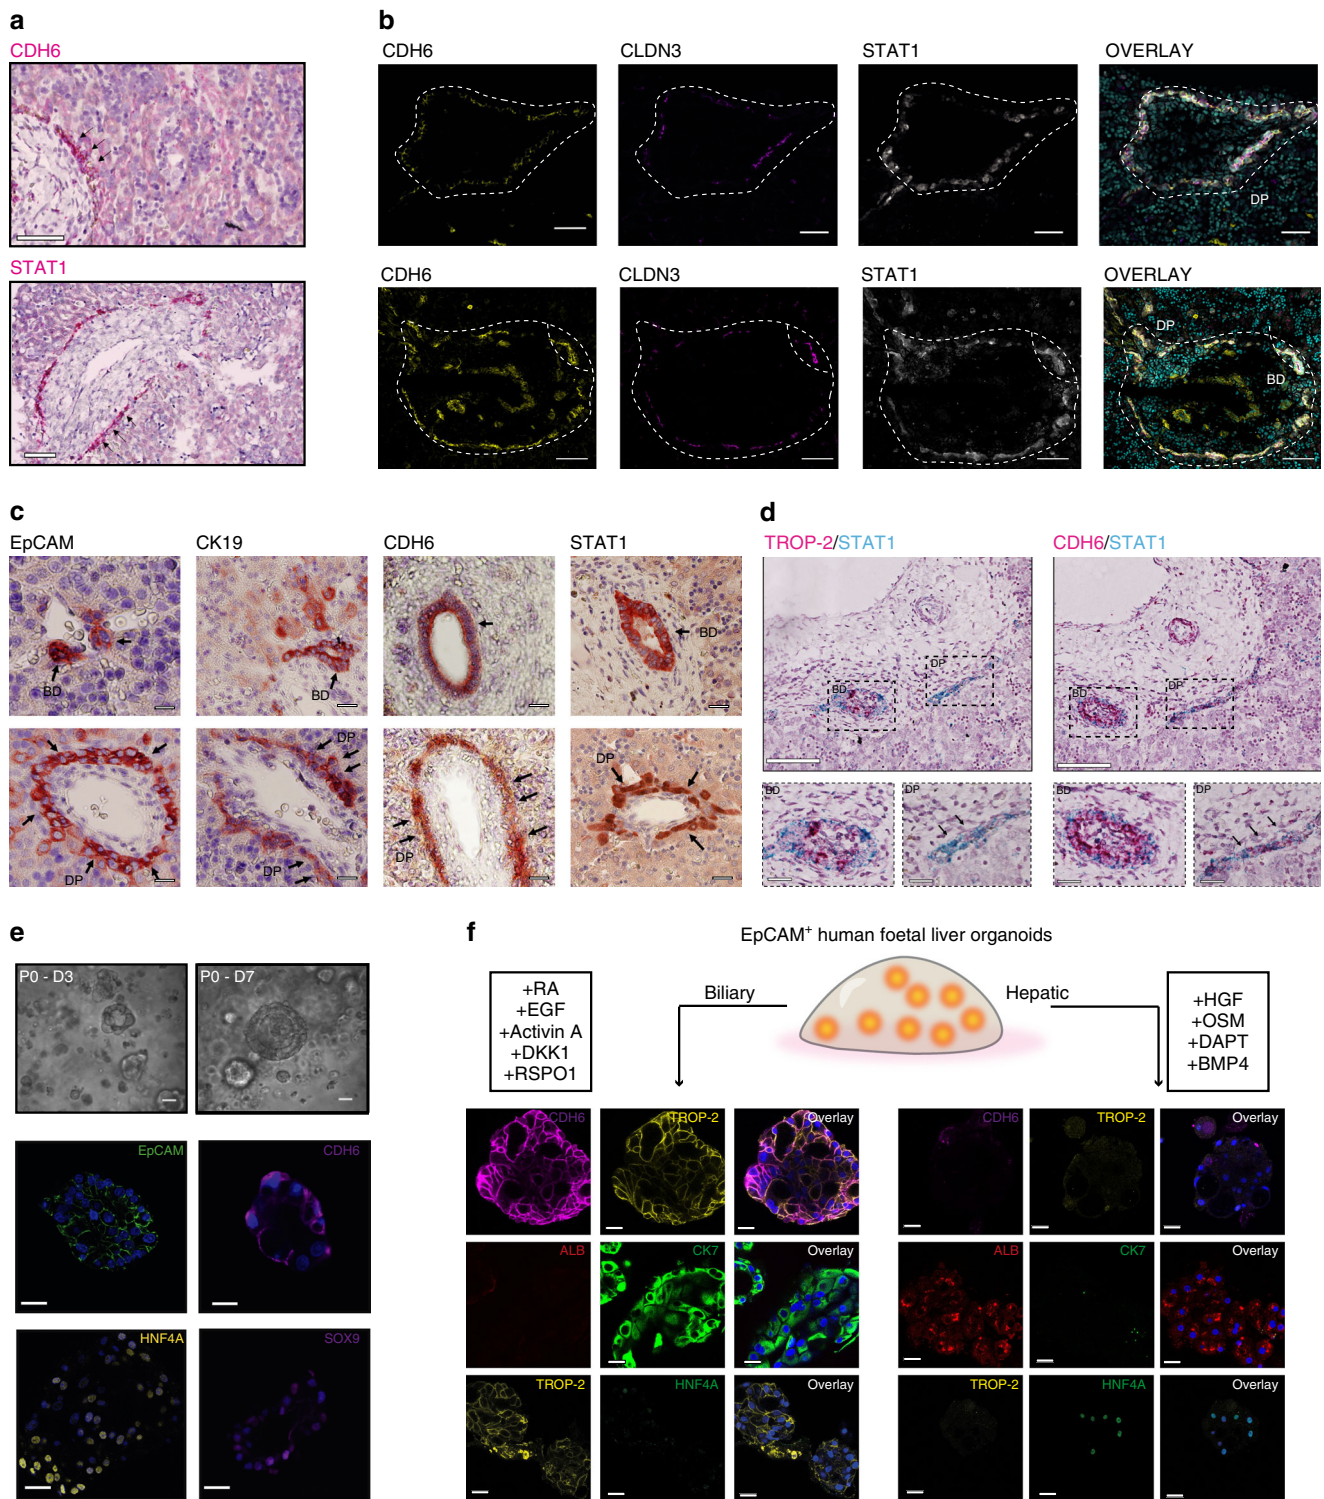 a
CDH6
STAT1
b
CDH6 CLDN3 STAT1 OVERLAY
DP
CDH6 CLDN3 STAT1 OVERLAY
DP
BD
c
EpCAM CK19 CDH6 STAT1
BD
BD
BD
DP
DP
DP
DP
d
TROP-2/STAT1 CDH6/STAT1
BD
DP
BD
DP
BD
DP
BD
DP
e
P0 - D3 P0 - D7
EpCAM CDH6
HNF4A SOX9
f
EpCAM+ human foetal liver organoids
Biliary
Hepatic
+RA
+EGF
+Activin A
+DKK1
+RSPO1
+HGF
+OSM
+DAPT
+BMP4
CDH6 TROP-2 Overlay
CDH6 TROP-2 Overlay
ALB CK7 Overlay
ALB CK7 Overlay
TROP-2 HNF4A Overlay
TROP-2 HNF4A Overlay